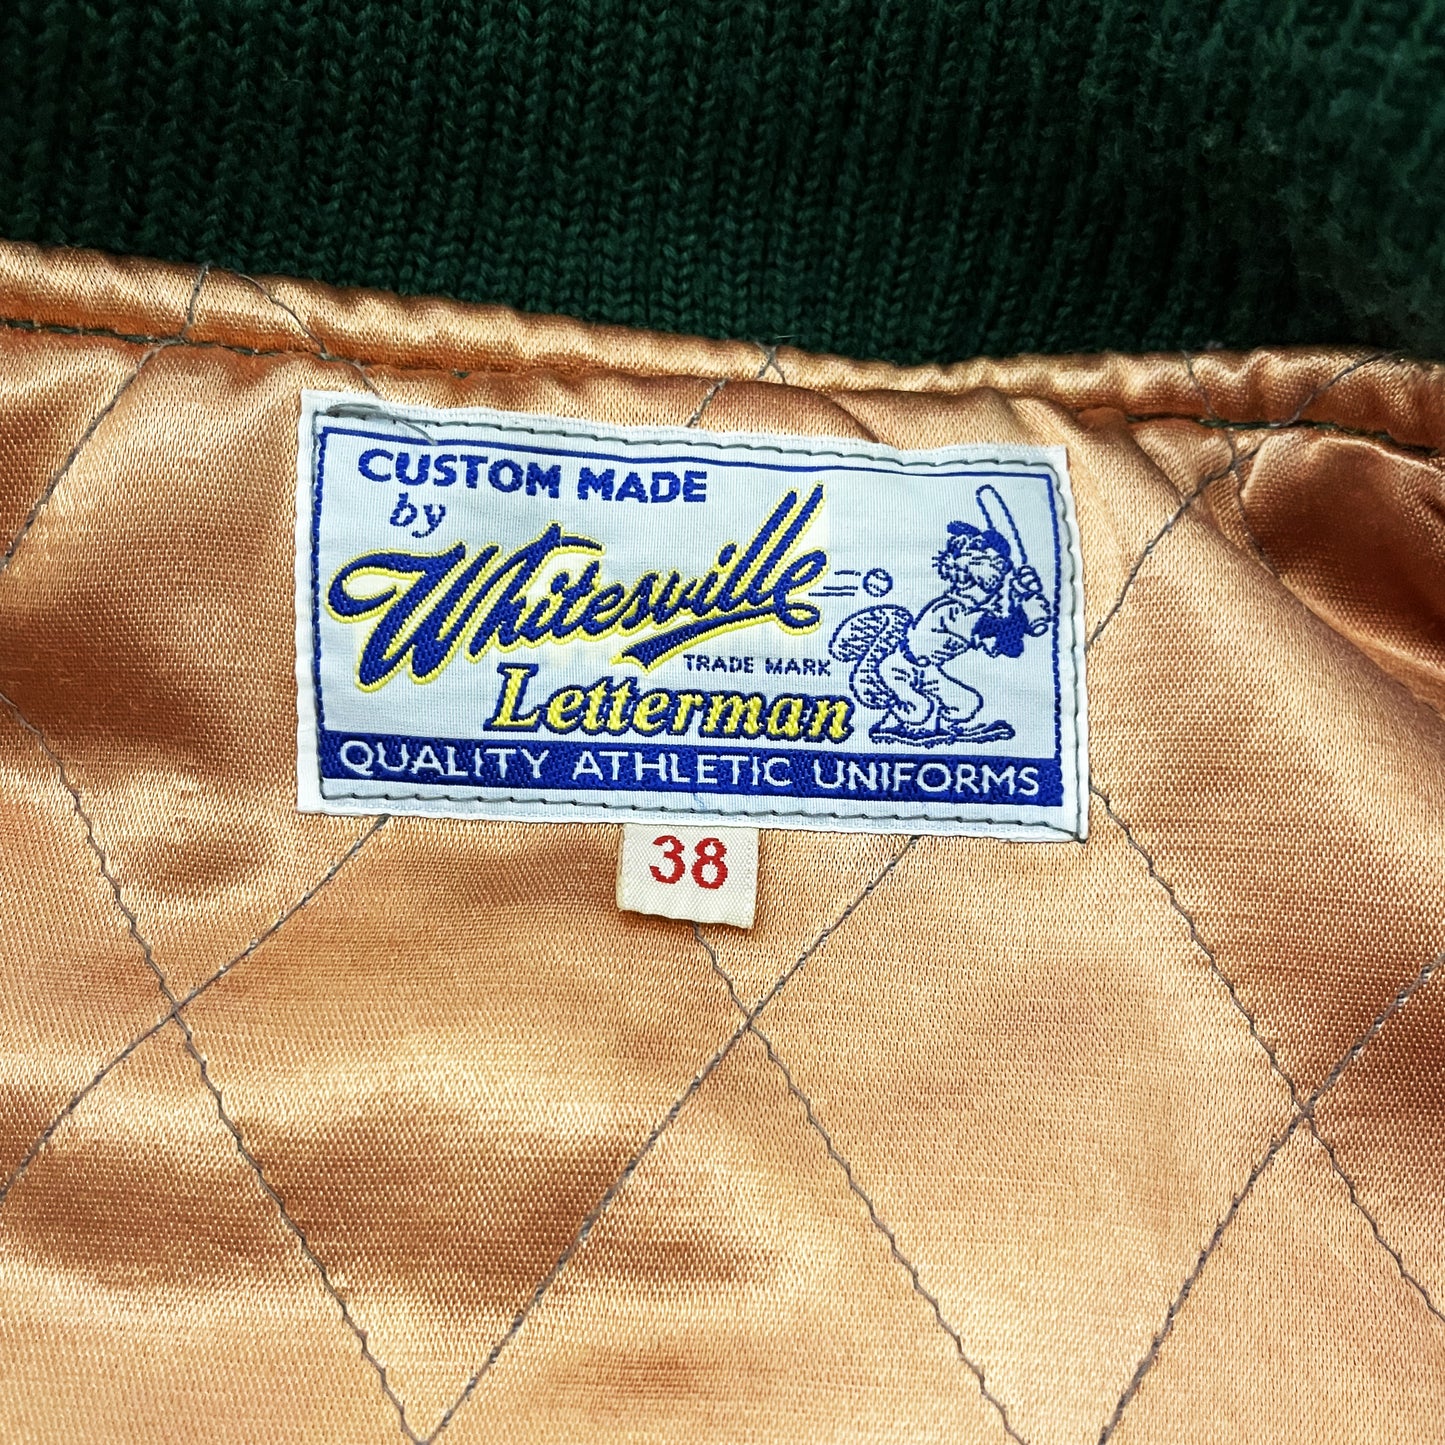 CUSTOM MADE
by
Whitesville
TRADE MARK
Letterman
QUALITY ATHLETIC UNIFORMS
38